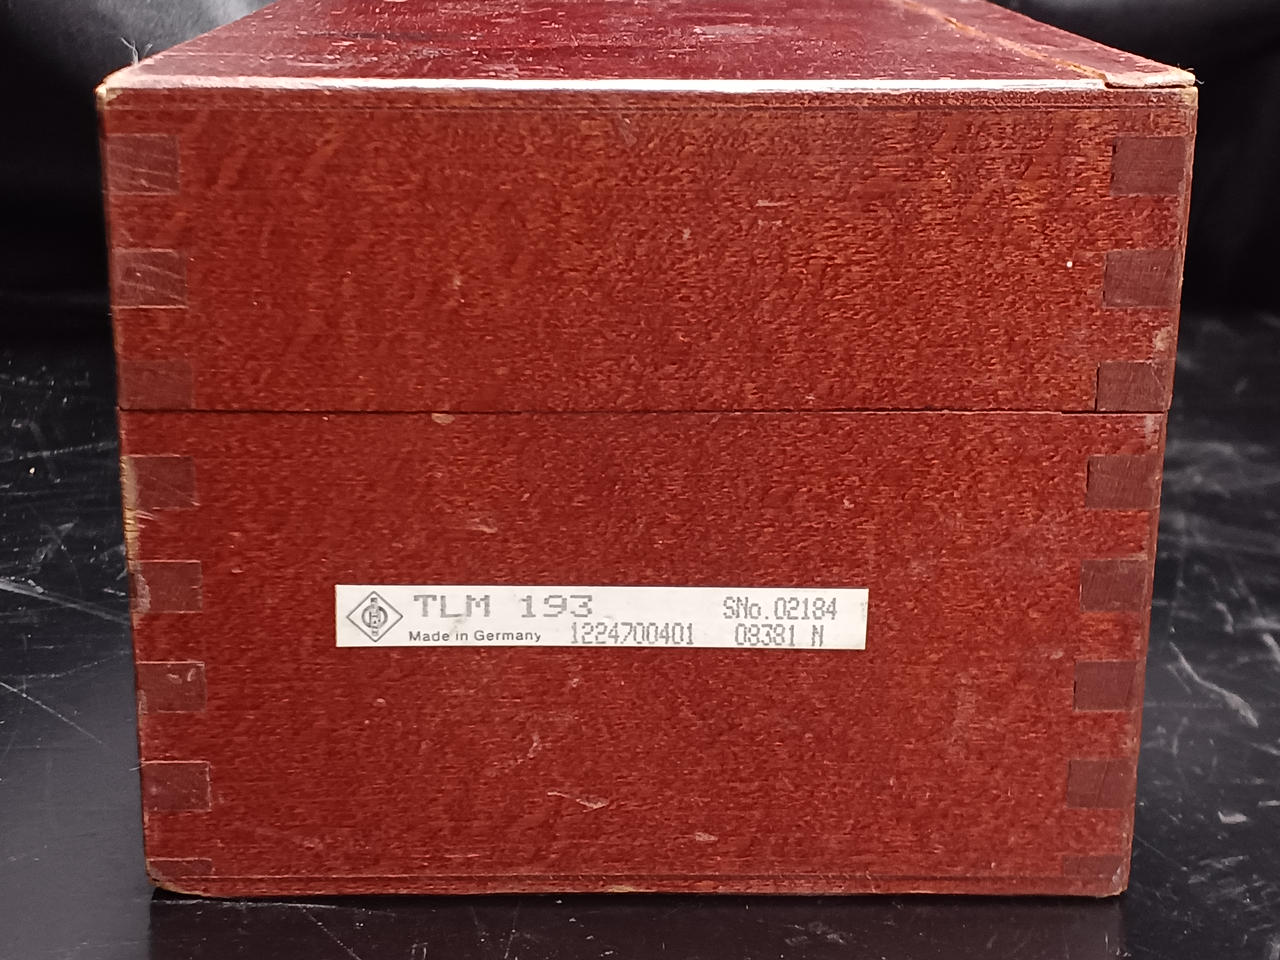 TLM 193 SNo.02184
Made in Germany 1224700401 08381 N